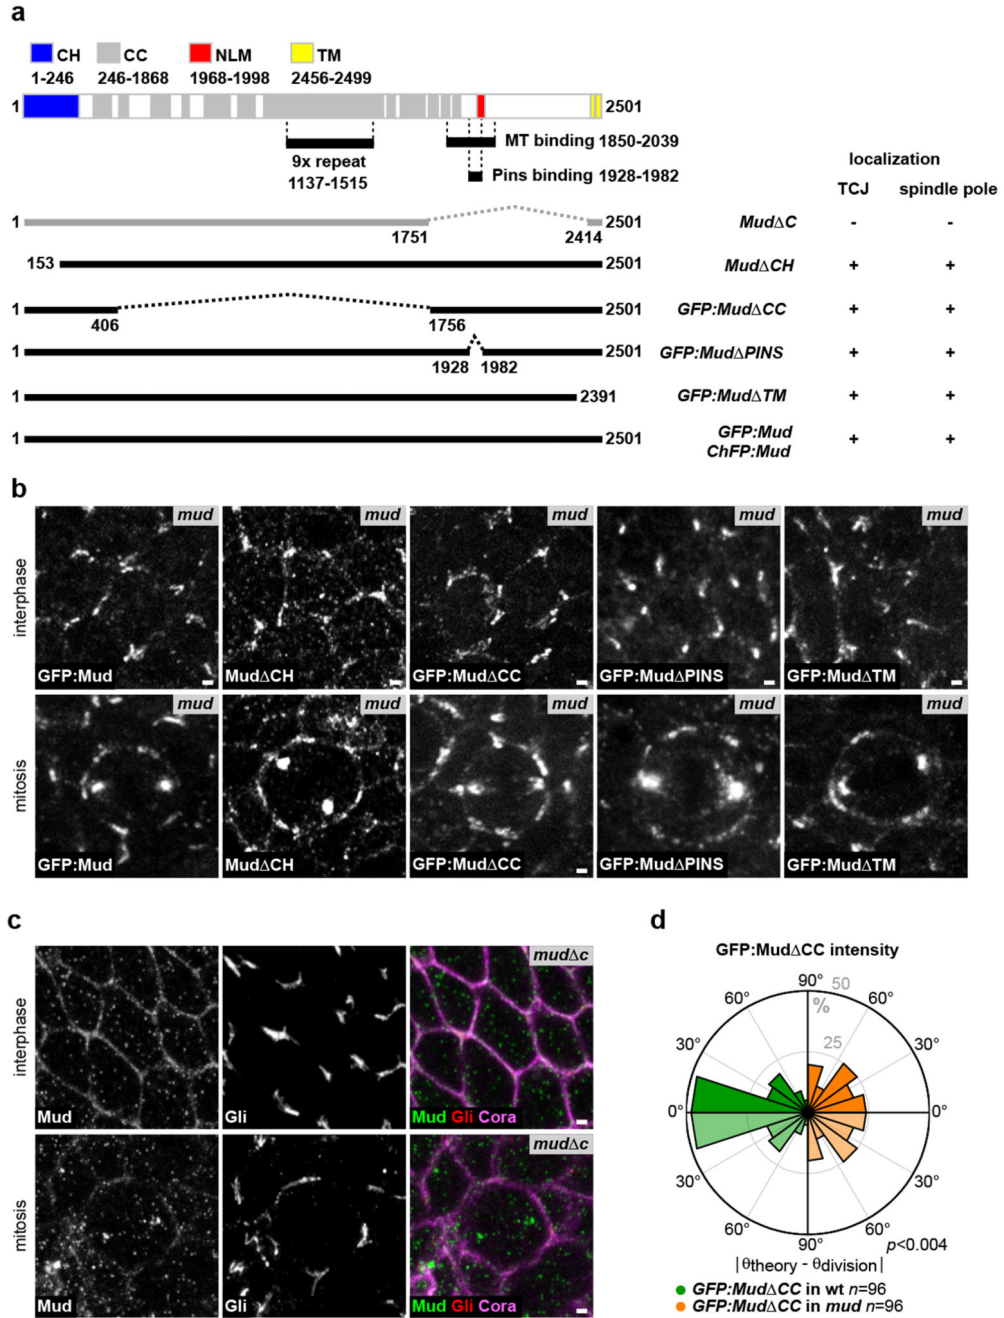 a
CH CC NLM TM
1-246 246-1868 1968-1998 2456-2499
1 2501
MT binding 1850-2039
9x repeat
1137-1515
Pins binding 1928-1982
localization
TCJ spindle pole
1 1751 2414 2501 MudΔC - -
153 2501 MudΔCH + +
1 406 1756 2501 GFP:MudΔCC + +
1 1928 1982 2501 GFP:MudΔPINS + +
1 2391 GFP:MudΔTM + +
1 2501 GFP:Mud
ChFP:Mud + +
b
interphase
mud mud mud mud mud
GFP:Mud MudΔCH GFP:MudΔCC GFP:MudΔPINS GFP:MudΔTM
mitosis
mud mud mud mud mud
GFP:Mud MudΔCH GFP:MudΔCC GFP:MudΔPINS GFP:MudΔTM
c
interphase
mudΔc
Mud Gli Mud Gli Cora
mitosis
mudΔc
Mud Gli Mud Gli Cora
d
GFP:MudΔCC intensity
90° 50
%
60° 60°
25
30° 30°
0° 0°
30° 30°
60° 60°
90°
p<0.004
|θtheory - θdivision|
GFP:MudΔCC in wt n=96
GFP:MudΔCC in mud n=96